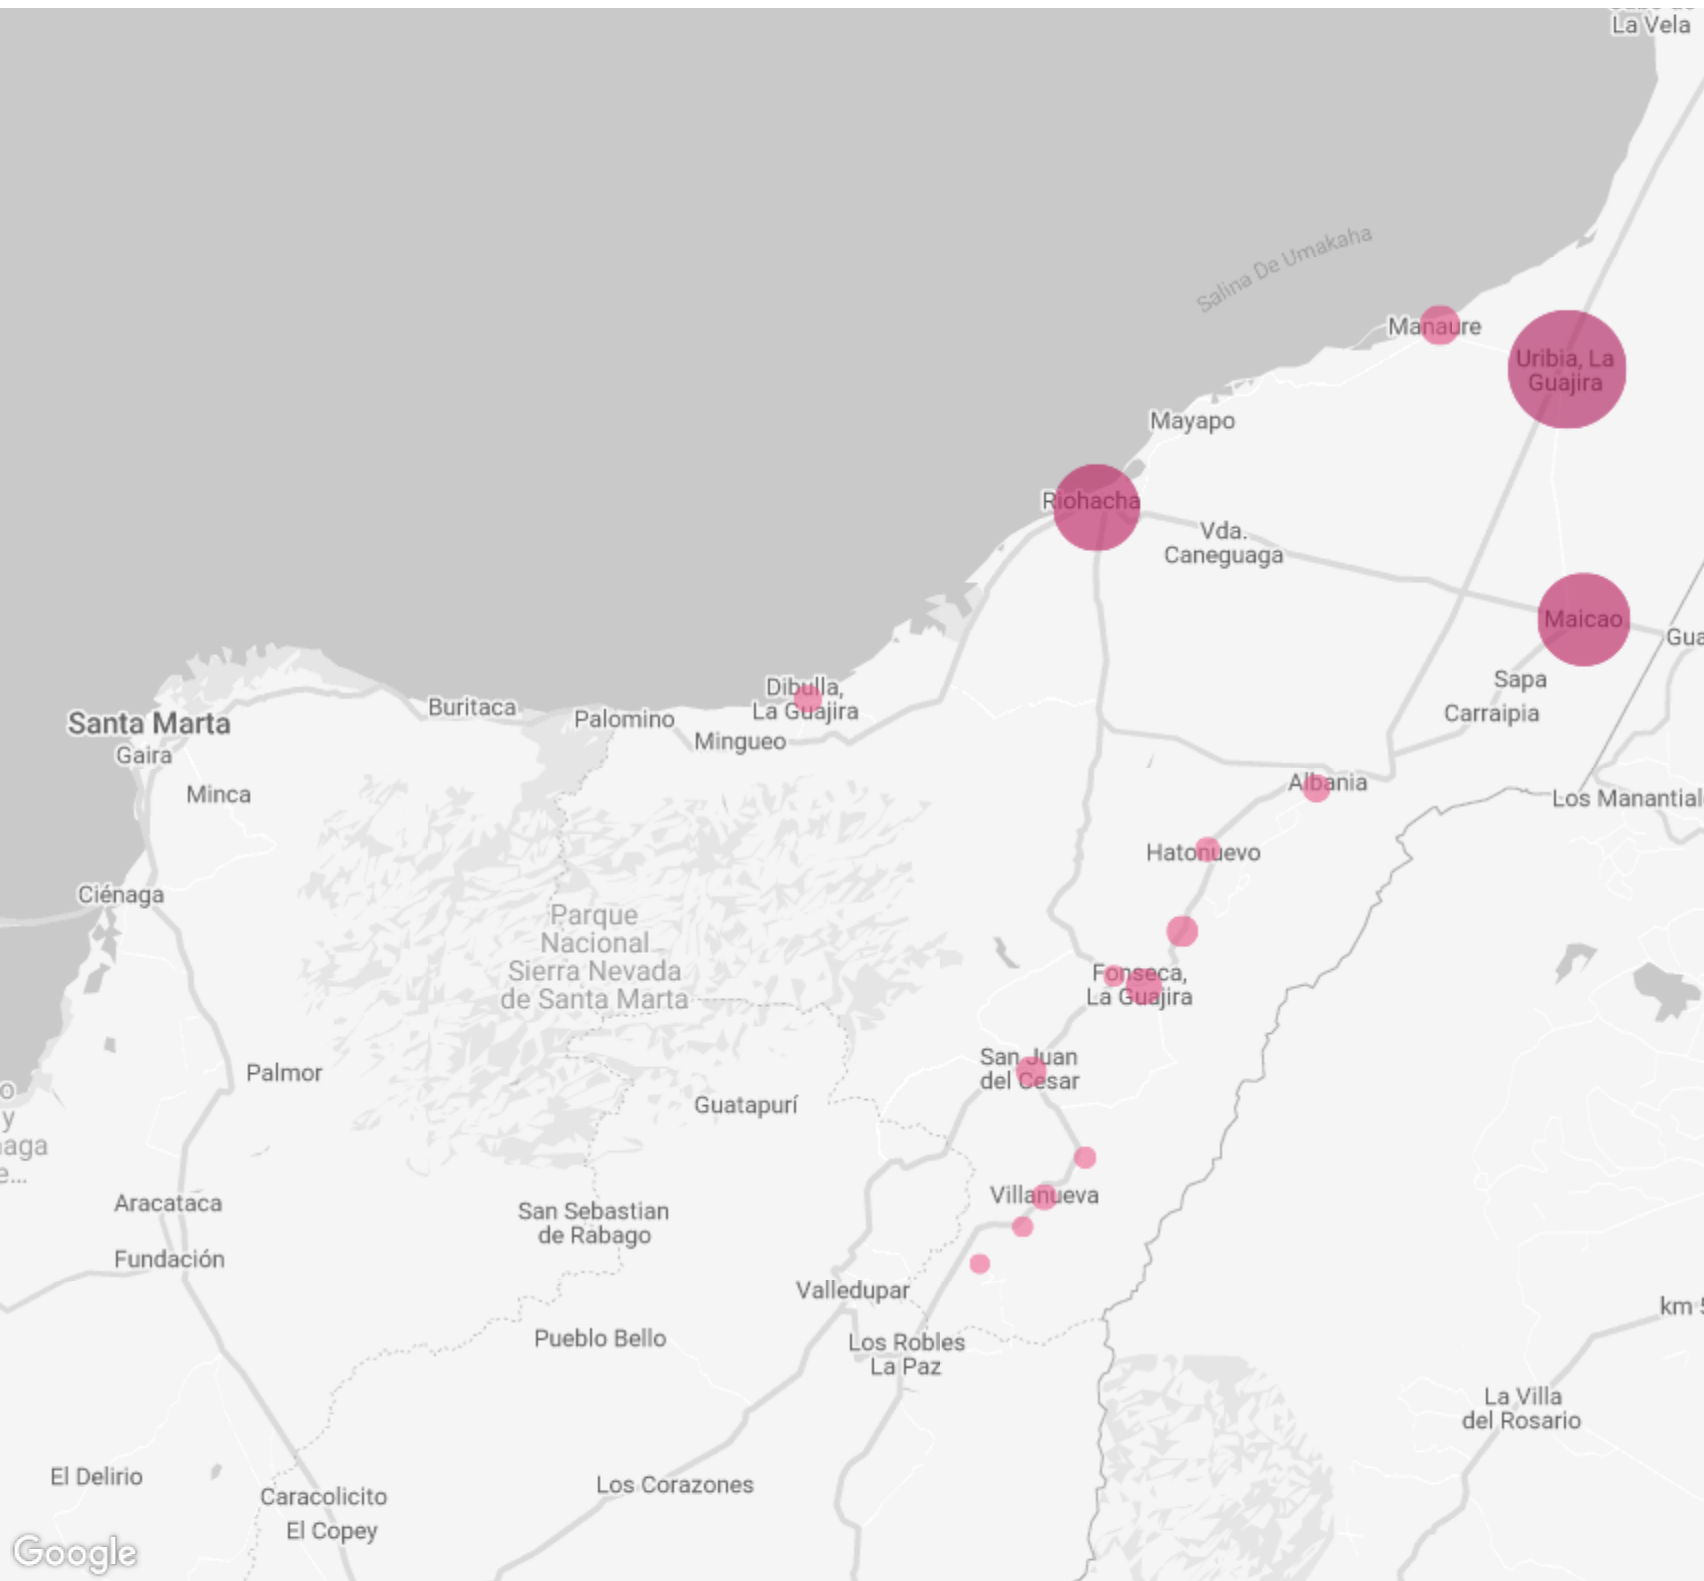 La Vela
Salina De Umakaha
Manaure
Uribia, La
Guajira
Mayapo
Riohacha
Vda.
Caneguaga
Maicao
Gua
Sapa
Carraipia
Dibulla,
La Guajira
Buritaca
Palomino
Mingueo
Santa Marta
Gaira
Minca
Albania
Los Manantial
Hatonuevo
Ciénaga
Parque
Nacional
Sierra Nevada
de Santa Marta
Fonseca,
La Guajira
San Juan
del Cesar
Palmor
Guatapurí
o
y
naga
e...
Aracataca
Villanueva
San Sebastian
de Rabago
Fundación
Valledupar
km 5
Pueblo Bello
Los Robles
La Paz
La Villa
del Rosario
El Delirio
Los Corazones
Caracolicito
El Copey
Google